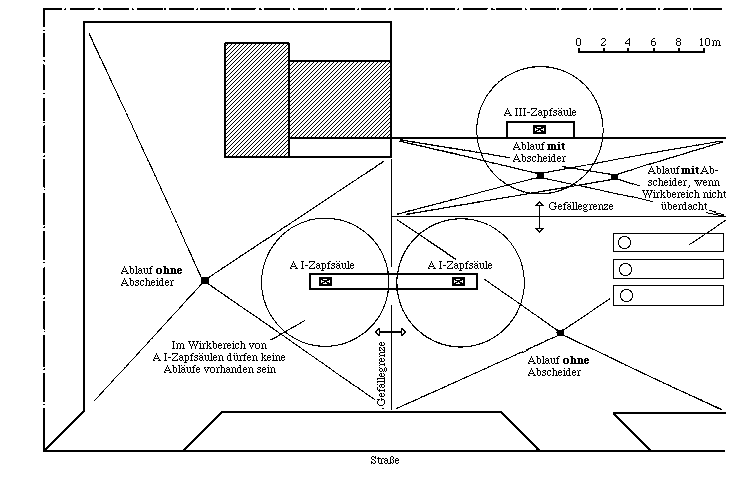 0 2 4 6 8 10m
A III-Zapfsäule
Ablauf mit
Abscheider
Ablauf mit Ab-
scheider, wenn
Wirkbereich nicht
überdacht
Gefällegrenze
A I-Zapfsäule
A I-Zapfsäule
Ablauf ohne
Abscheider
Im Wirkbereich von
A I-Zapfsäulen dürfen keine
Abläufe vorhanden sein
Gefällegrenze
Ablauf ohne
Abscheider
Straße